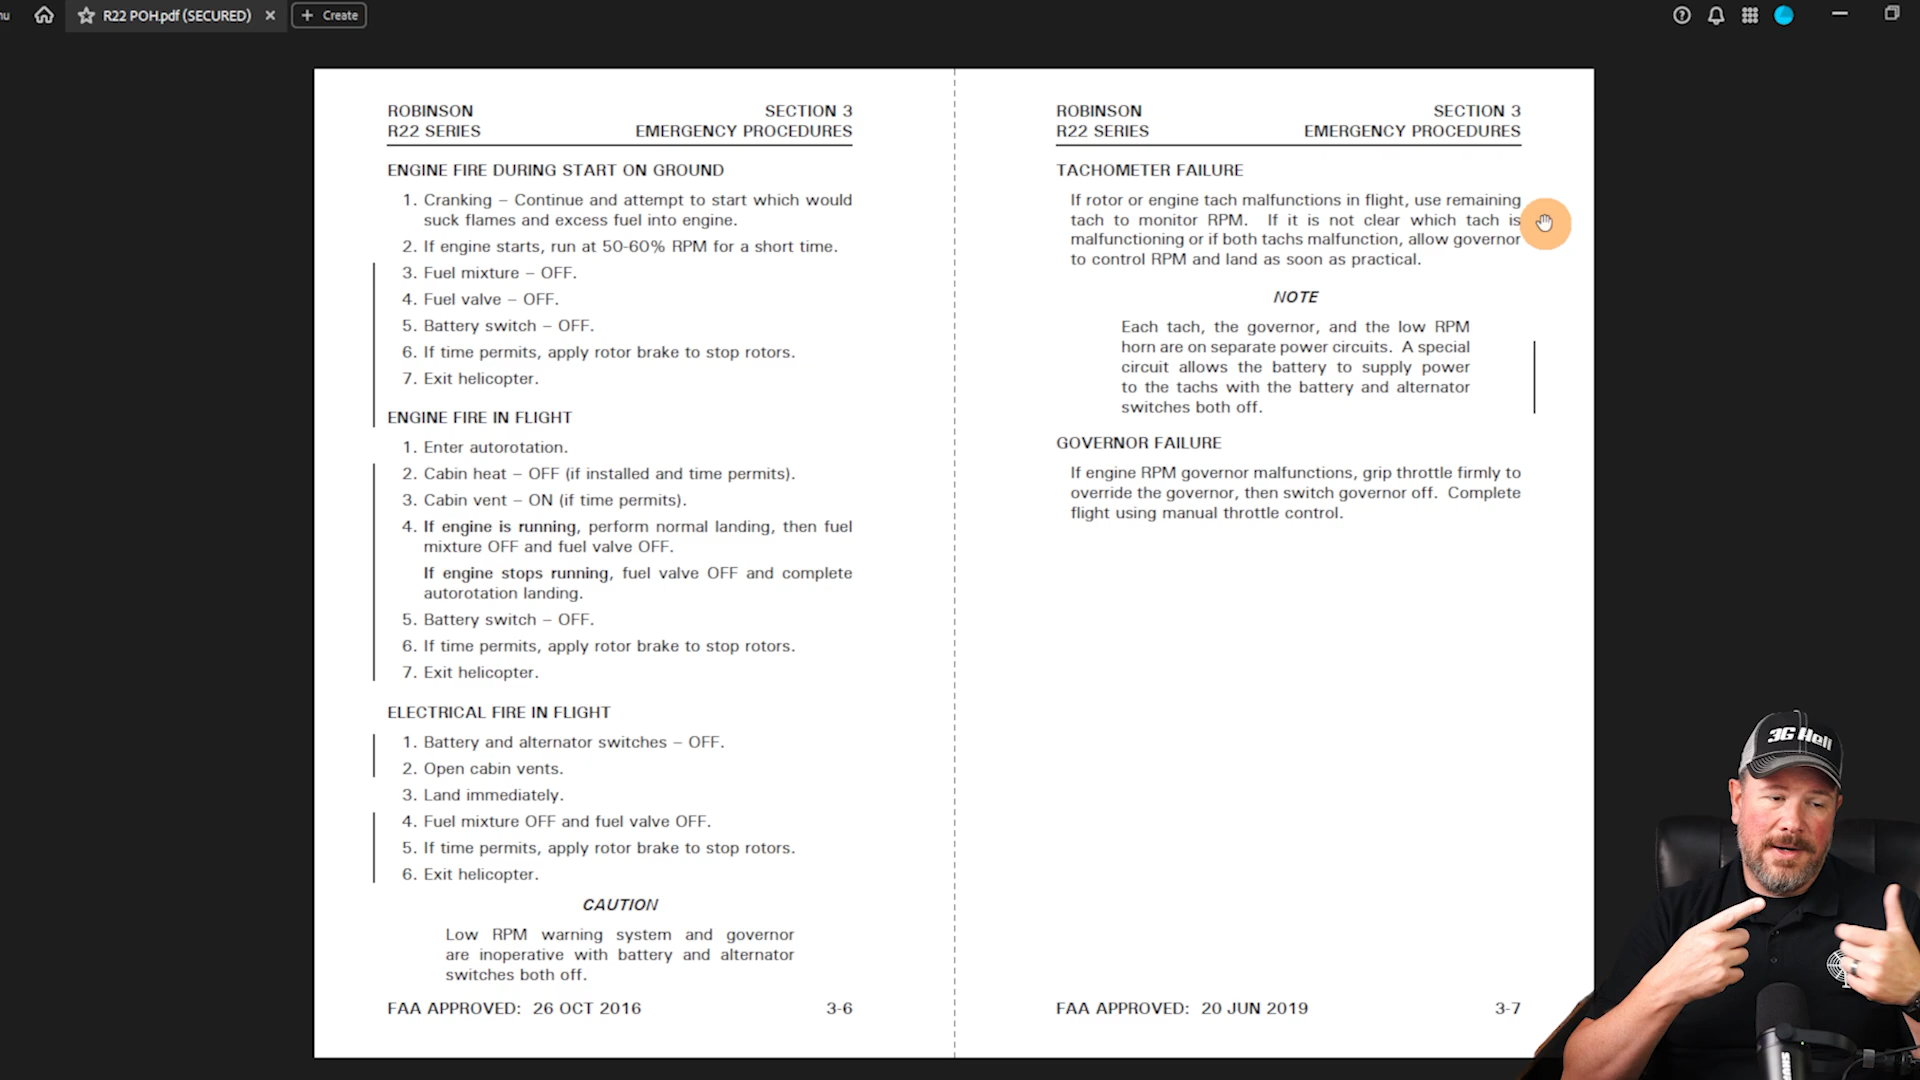 nu
R22 POH.pdf (SECURED)
Create
ROBINSON SECTION 3
R22 SERIES EMERGENCY PROCEDURES
ENGINE FIRE DURING START ON GROUND
1. Cranking – Continue and attempt to start which would
suck flames and excess fuel into engine.
2. If engine starts, run at 50-60% RPM for a short time.
3. Fuel mixture – OFF.
4. Fuel valve – OFF.
5. Battery switch – OFF.
6. If time permits, apply rotor brake to stop rotors.
7. Exit helicopter.
ENGINE FIRE IN FLIGHT
1. Enter autorotation.
2. Cabin heat – OFF (if installed and time permits).
3. Cabin vent – ON (if time permits).
4. If engine is running, perform normal landing, then fuel
mixture OFF and fuel valve OFF.
If engine stops running, fuel valve OFF and complete
autorotation landing.
5. Battery switch – OFF.
6. If time permits, apply rotor brake to stop rotors.
7. Exit helicopter.
ELECTRICAL FIRE IN FLIGHT
1. Battery and alternator switches – OFF.
2. Open cabin vents.
3. Land immediately.
4. Fuel mixture OFF and fuel valve OFF.
5. If time permits, apply rotor brake to stop rotors.
6. Exit helicopter.
CAUTION
Low RPM warning system and governor
are inoperative with battery and alternator
switches both off.
FAA APPROVED: 26 OCT 2016 3-6
ROBINSON SECTION 3
R22 SERIES EMERGENCY PROCEDURES
TACHOMETER FAILURE
If rotor or engine tach malfunctions in flight, use remaining
tach to monitor RPM. If it is not clear which tach is
malfunctioning or if both tachs malfunction, allow governor
to control RPM and land as soon as practical.
NOTE
Each tach, the governor, and the low RPM
horn are on separate power circuits. A special
circuit allows the battery to supply power
to the tachs with the battery and alternator
switches both off.
GOVERNOR FAILURE
If engine RPM governor malfunctions, grip throttle firmly to
override the governor, then switch governor off. Complete
flight using manual throttle control.
FAA APPROVED: 20 JUN 2019 3-7
3G Heli